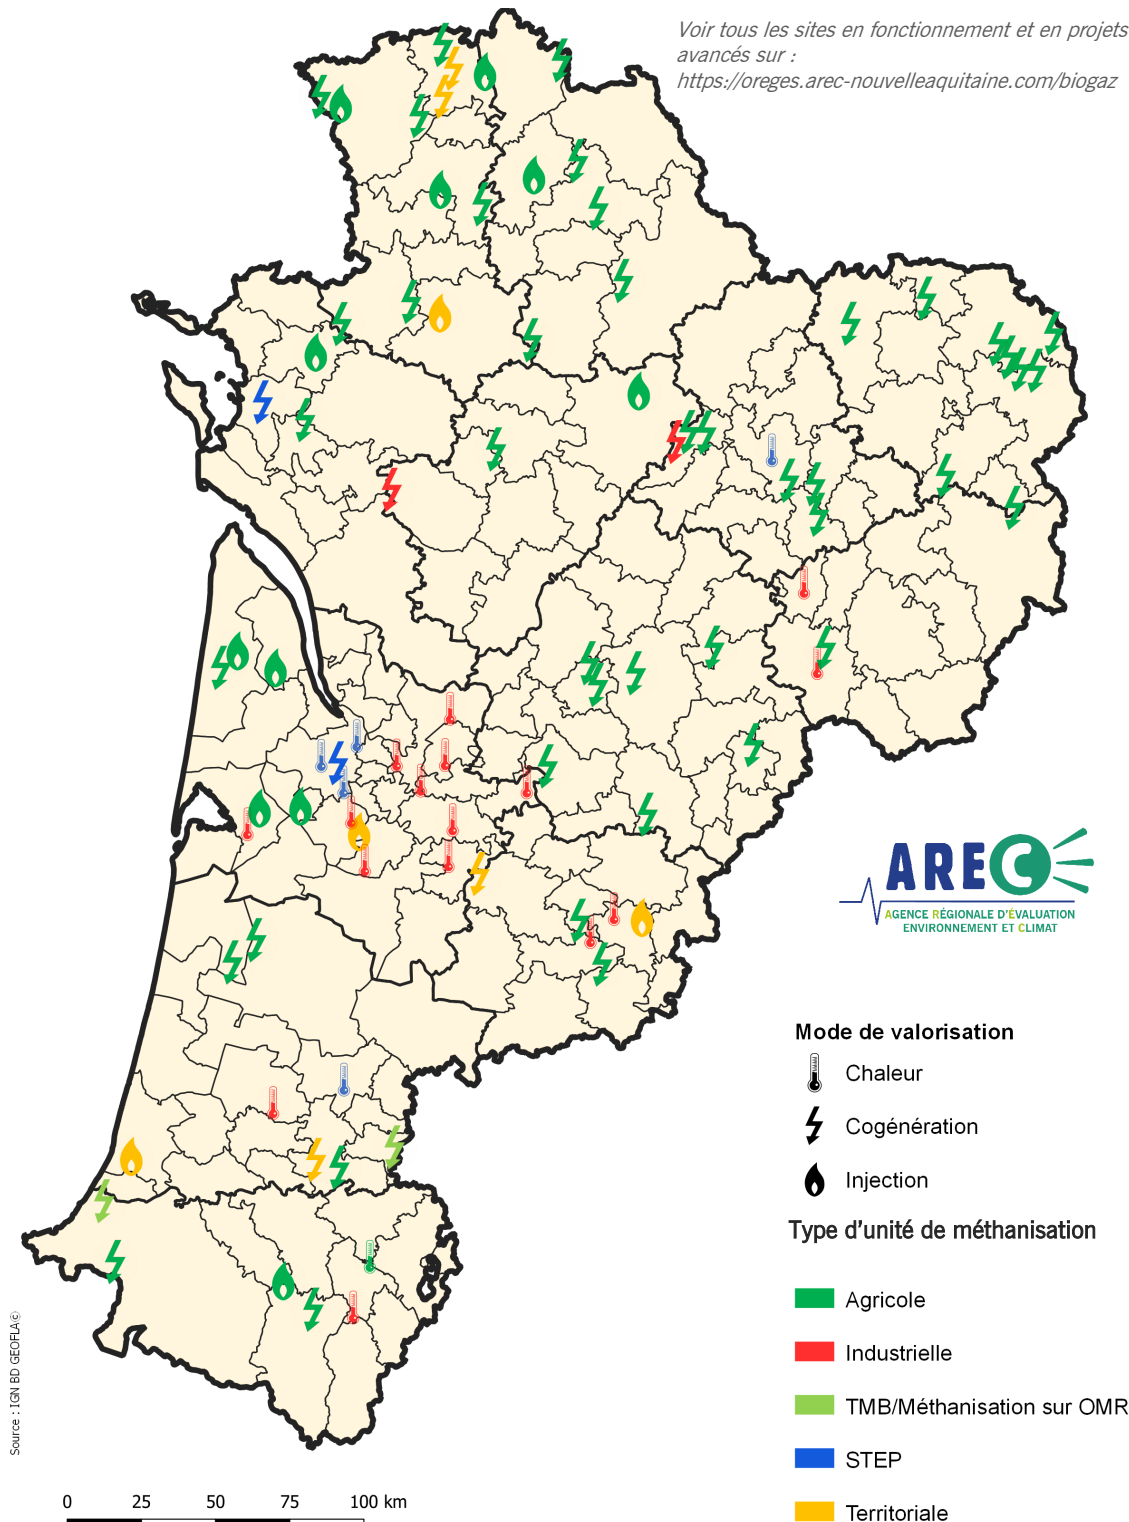 Voir tous les sites en fonctionnement et en projets
avancés sur :
https://oreges.arec-nouvelleaquitaine.com/biogaz
AREC
AGENCE RÉGIONALE D'ÉVALUATION
ENVIRONNEMENT ET CLIMAT
Mode de valorisation
Chaleur
Cogénération
Injection
Type d'unité de méthanisation
Agricole
Industrielle
TMB/Méthanisation sur OMR
STEP
Territoriale
Source : IGN BD GEOFLA©
0 25 50 75 100 km